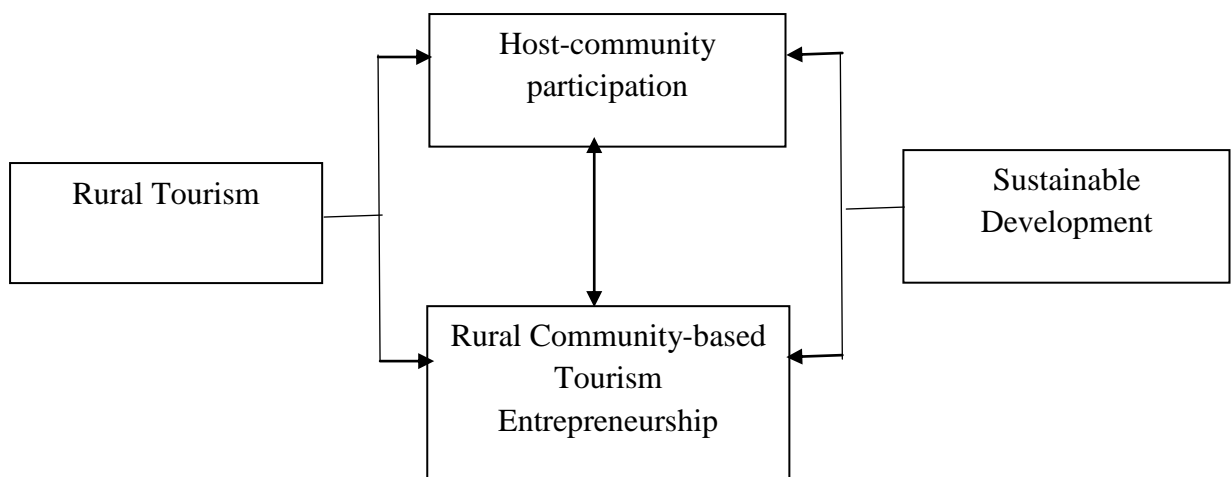 Host-community
participation
Rural Tourism
Sustainable
Development
Rural Community-based
Tourism
Entrepreneurship